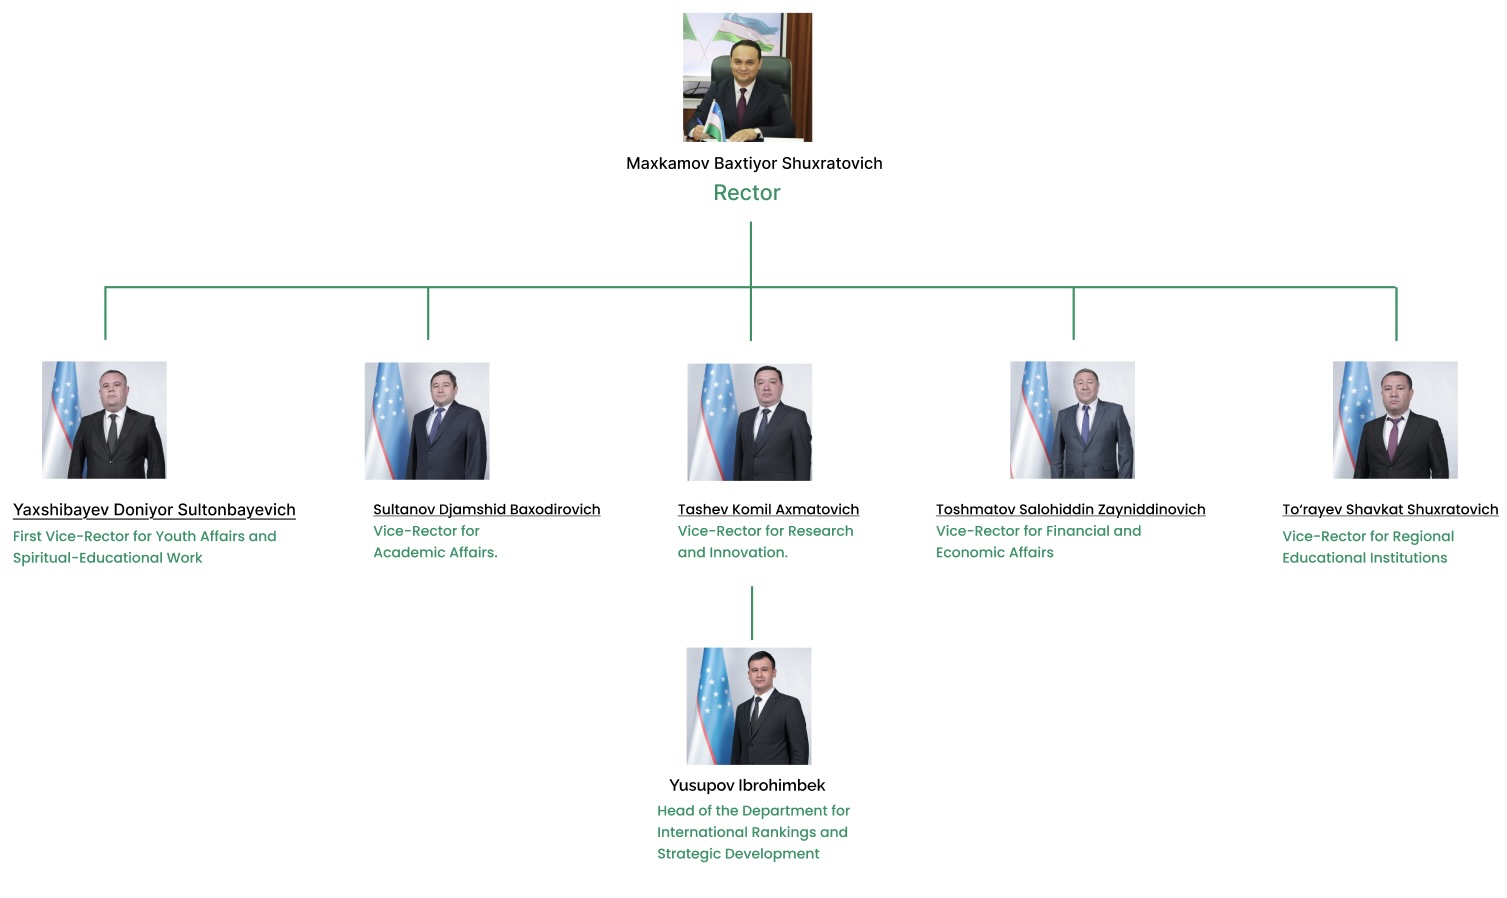 Maxkamov Baxtiyor Shuxratovich
Rector
Yaxshibayev Doniyor Sultonbayevich
First Vice-Rector for Youth Affairs and
Spiritual-Educational Work
Sultanov Djamshid Baxodirovich
Vice-Rector for
Academic Affairs.
Tashev Komil Axmatovich
Vice-Rector for Research
and Innovation.
Toshmatov Salohiddin Zayniddinovich
Vice-Rector for Financial and
Economic Affairs
To‘rayev Shavkat Shuxratovich
Vice-Rector for Regional
Educational Institutions
Yusupov Ibrohimbek
Head of the Department for
International Rankings and
Strategic Development